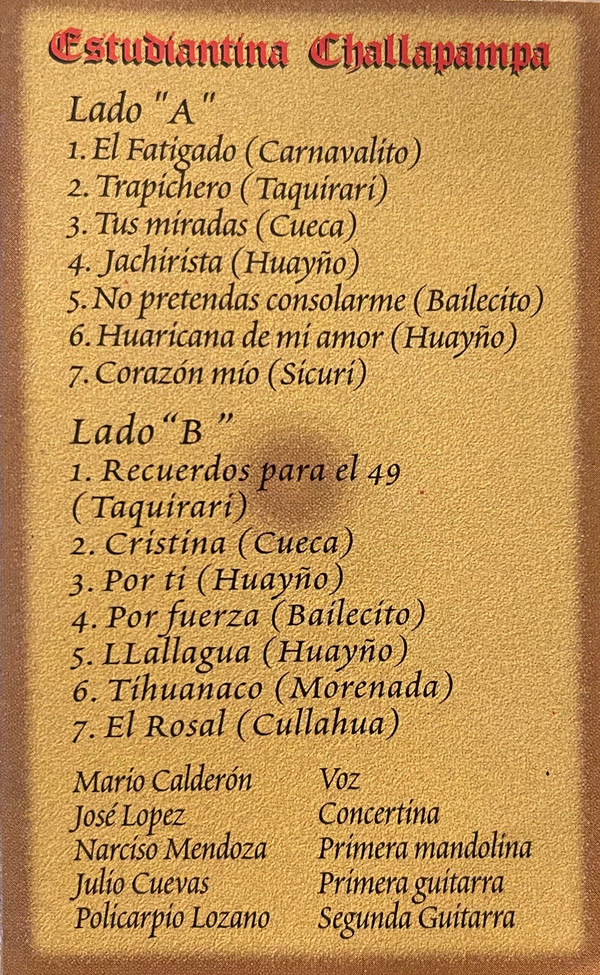 Estudiantina Challapampa
Lado "A"
1. El Fatigado (Carnavalito)
2. Trapichero (Taquirari)
3. Tus miradas (Cueca)
4. Jachirista (Huayño)
5. No pretendas consolarme (Bailecito)
6. Huaricana de mi amor (Huayño)
7. Corazón mío (Sicuri)
Lado “B ”
1. Recuerdos para el 49
(Taquirari)
2. Cristina (Cueca)
3. Por ti (Huayño)
4. Por fuerza (Bailecito)
5. LLallagua (Huayño)
6. Tihuanaco (Morenada)
7. El Rosal (Cullahua)
Mario Calderón Voz
José Lopez Concertina
Narciso Mendoza Primera mandolina
Julio Cuevas Primera guitarra
Policarpio Lozano Segunda Guitarra